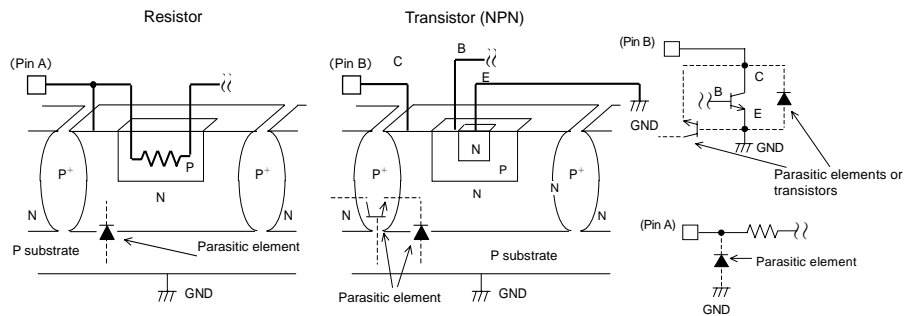 Resistor
(Pin A)
P+
P
P+
N
N
N
P substrate
Parasitic element
GND
Transistor (NPN)
(Pin B)
C
B
E
P+
N
P
P+
N
N
N
N
GND
P substrate
Parasitic element
GND
(Pin B)
C
B
E
GND
Parasitic elements or
transistors
(Pin A)
Parasitic element
GND